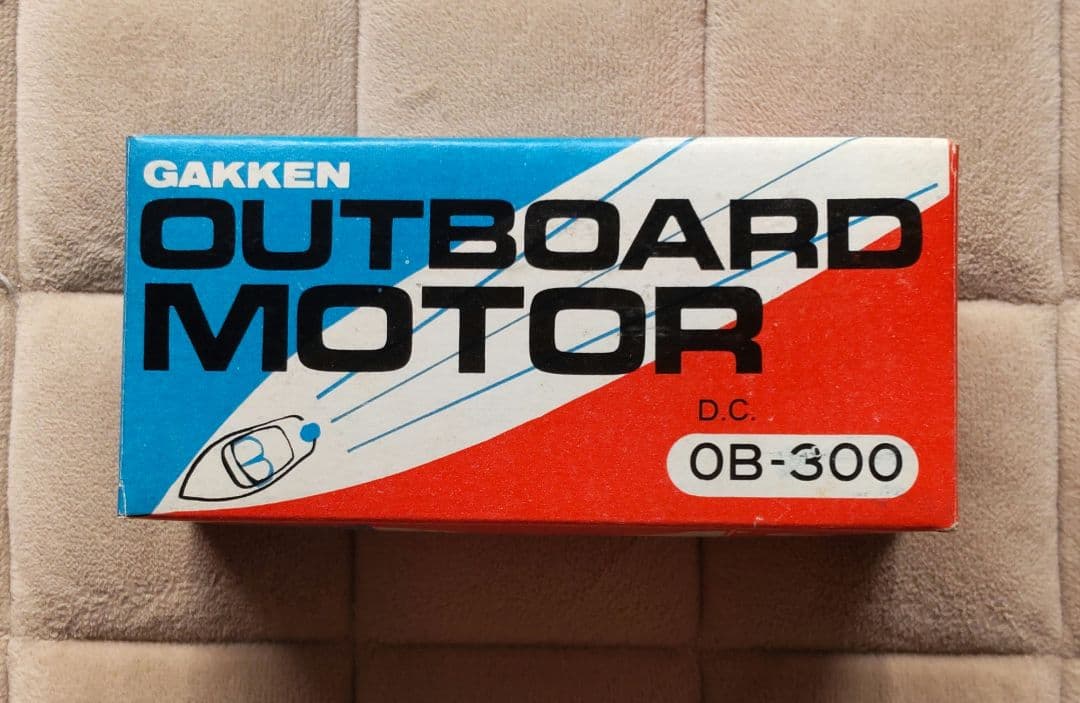 GAKKEN
OUTBOARD
MOTOR
D.C.
OB-300